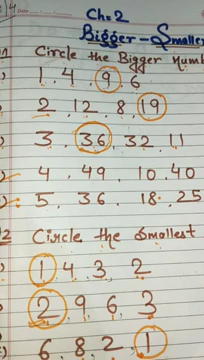 Ch=2
Bigger-Smaller
Circle the Bigger Numb
1 4 9 6
2 12 8 19
3 36 32 11
4 49 10 40
5 36 18 25
2 Circle the Smallest
1 4 3 2
2 9 6 3
6 8 2 1